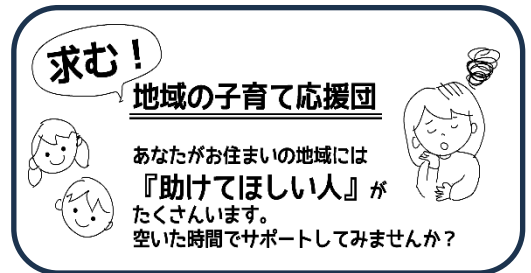 求む！
地域の子育て応援団
あなたがお住まいの地域には
『助けてほしい人』が
たくさんいます。
空いた時間でサポートしてみませんか？